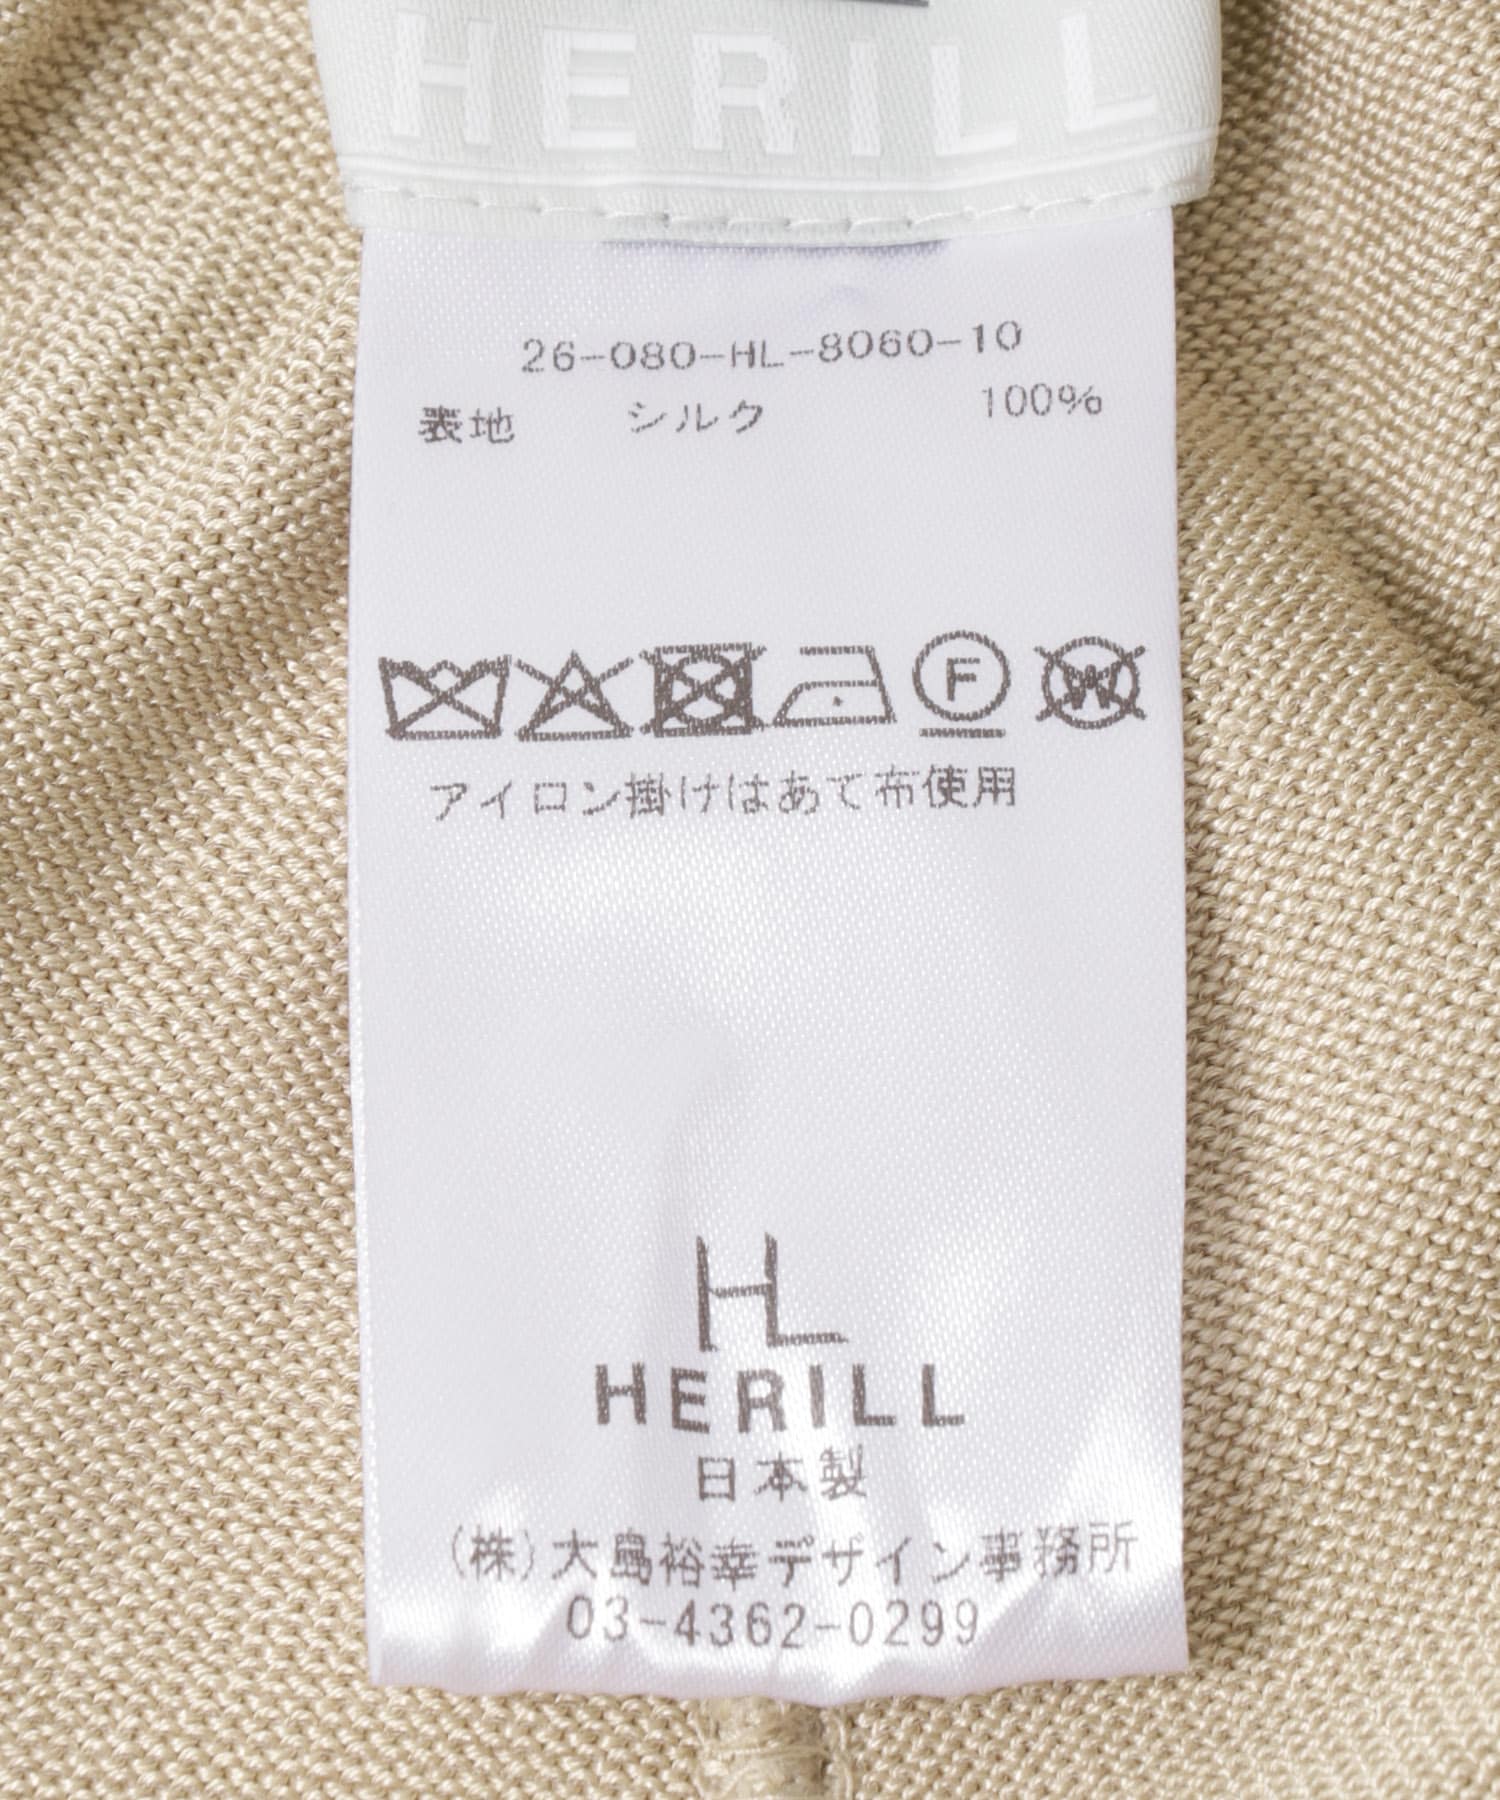 HERILL
26-080-HL-8060-10
表地 シルク 100%
F W
アイロン掛けはあて布使用
HL
HERILL
日本製
(株)大島裕幸デザイン事務所
03-4362-0299